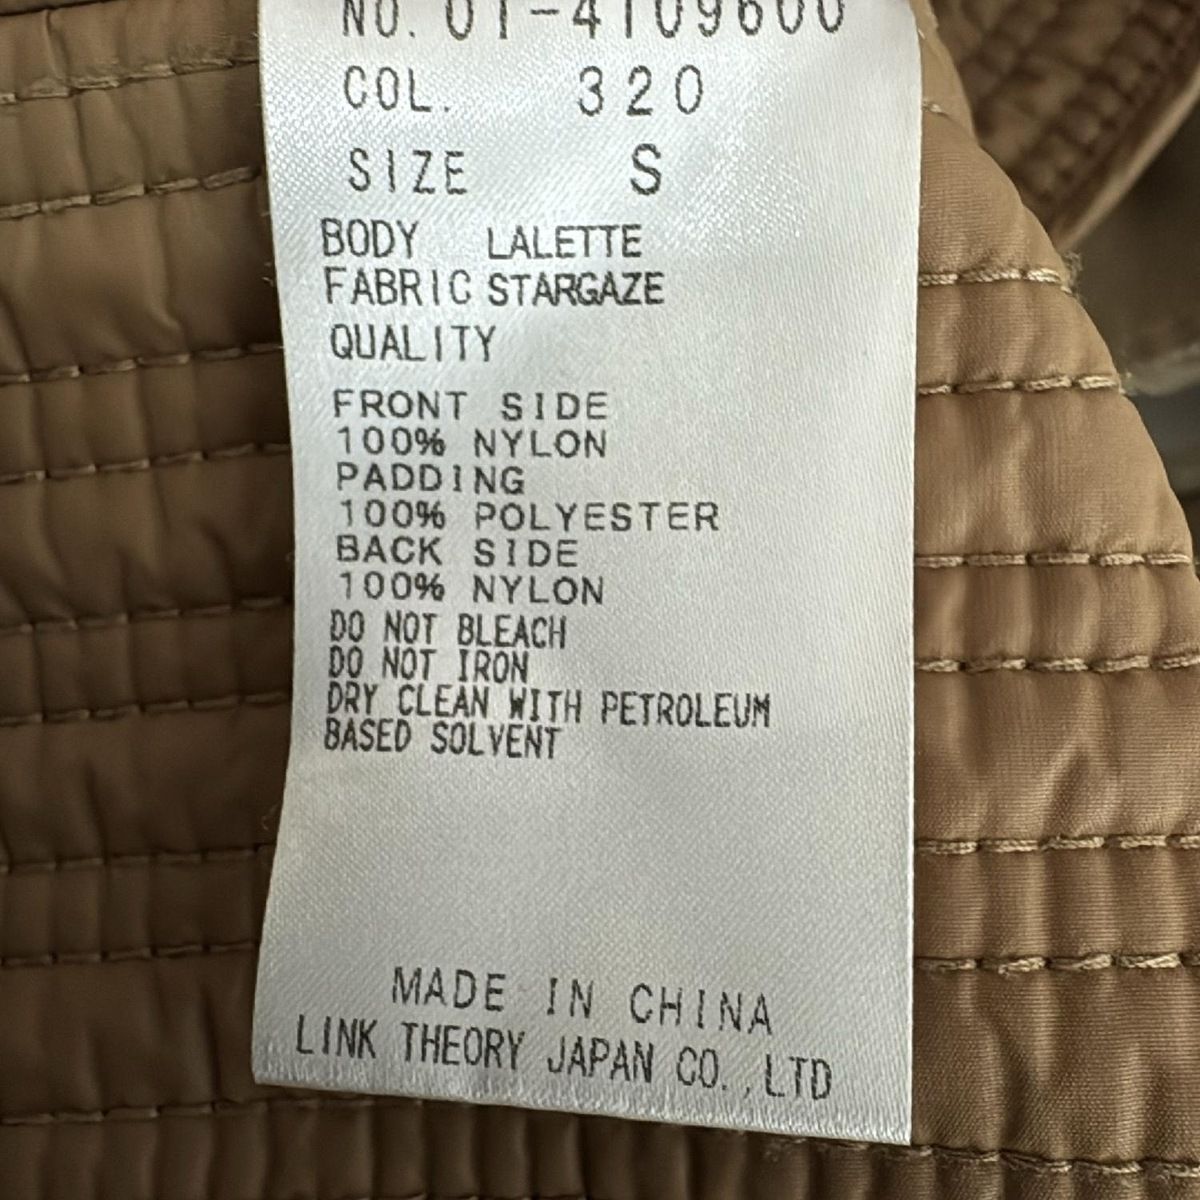 NO. 01-4109600
COL. 320
SIZE S
BODY LALETTE
FABRIC STARGAZE
QUALITY
FRONT SIDE
100% NYLON
PADDING
100% POLYESTER
BACK SIDE
100% NYLON
DO NOT BLEACH
DO NOT IRON
DRY CLEAN WITH PETROLEUM
BASED SOLVENT
MADE IN CHINA
LINK THEORY JAPAN CO.,LTD